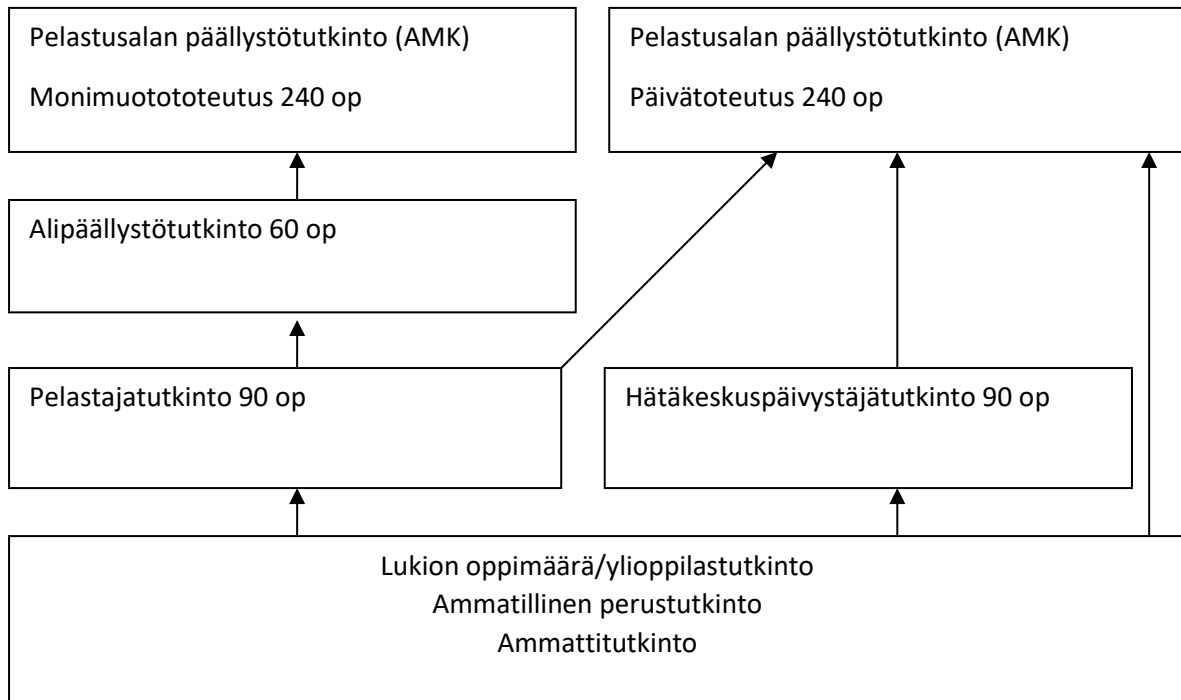 Pelastusalan päällystötutkinto (AMK)
Monimuotototeutus 240 op
Pelastusalan päällystötutkinto (AMK)
Päivätoteutus 240 op
Alipäällystötutkinto 60 op
Pelastajatutkinto 90 op
Hätäkeskuspäivystäjätutkinto 90 op
Lukion oppimäärä/ylioppilastutkinto
Ammatillinen perustutkinto
Ammattitutkinto